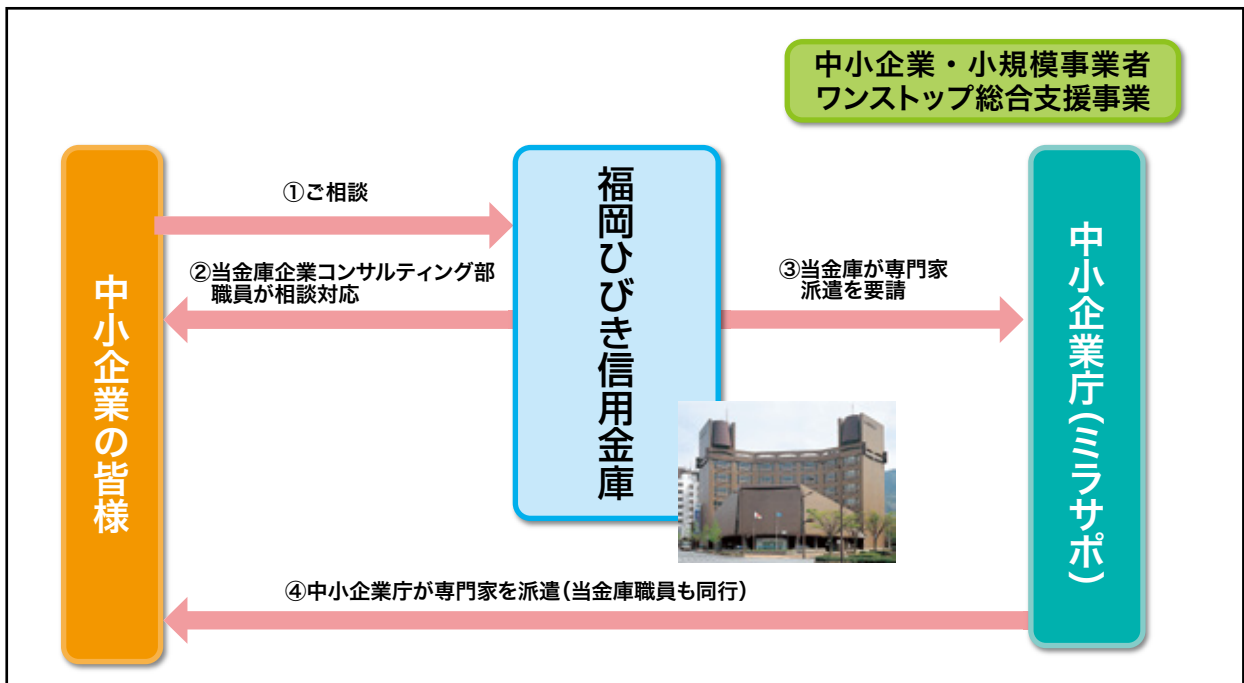 中小企業・小規模事業者
ワンストップ総合支援事業
中小企業の皆様
①ご相談
②当金庫企業コンサルティング部
職員が相談対応
福岡ひびき信用金庫
③当金庫が専門家
派遣を要請
中小企業庁(ミラサポ)
④中小企業庁が専門家を派遣(当金庫職員も同行)